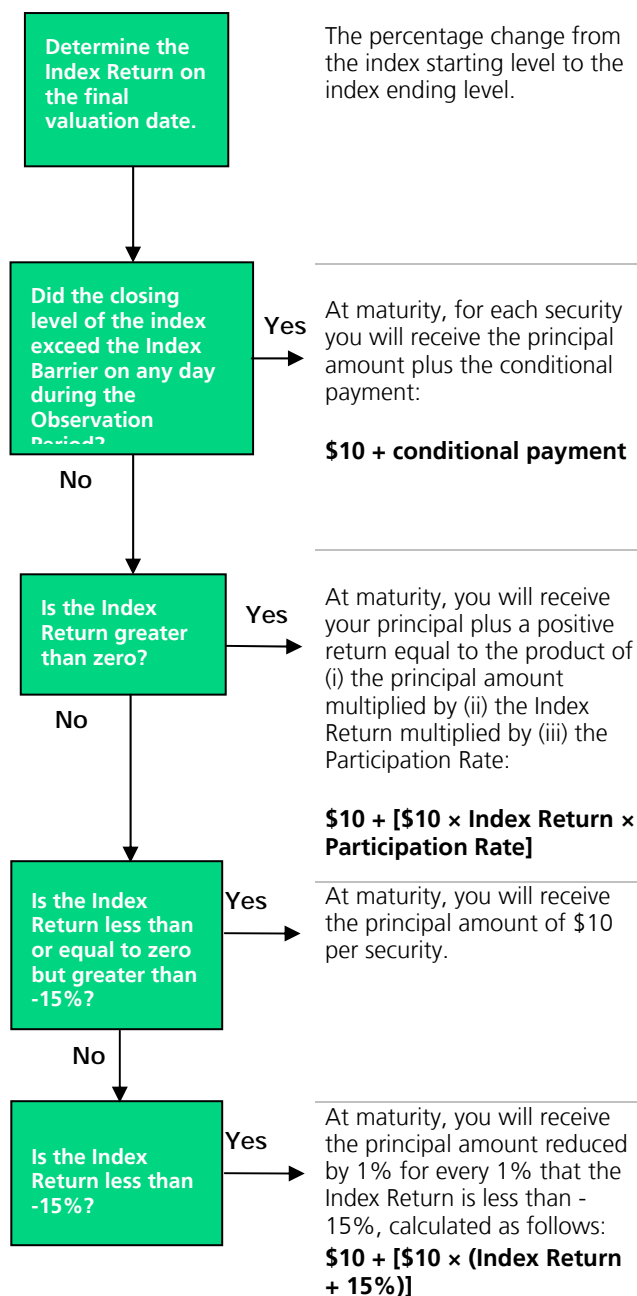 Determine the
Index Return on
the final
valuation date.
The percentage change from
the index starting level to the
index ending level.
Did the closing
level of the index
exceed the Index
Barrier on any day
during the
Observation
Period?
Yes
At maturity, for each security
you will receive the principal
amount plus the conditional
payment:
$10 + conditional payment
No
Is the Index
Return greater
than zero?
Yes
At maturity, you will receive
your principal plus a positive
return equal to the product of
(i) the principal amount
multiplied by (ii) the Index
Return multiplied by (iii) the
Participation Rate:
$10 + [$10 × Index Return ×
Participation Rate]
No
Is the Index
Return less than
or equal to zero
but greater than
-15%?
Yes
At maturity, you will receive
the principal amount of $10
per security.
No
Is the Index
Return less than
-15%?
Yes
At maturity, you will receive
the principal amount reduced
by 1% for every 1% that the
Index Return is less than -
15%, calculated as follows:
$10 + [$10 × (Index Return
+ 15%)]